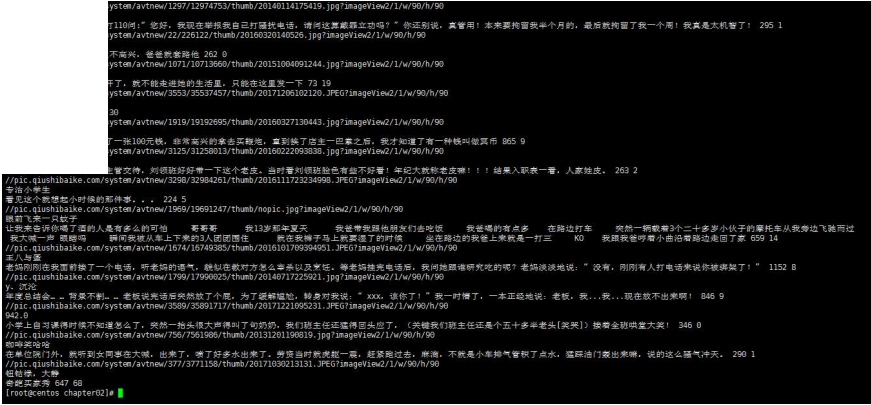 ystem/avtnew/1297/12974753/thumb/20140114175419.jpg?imageView2/1/w/90/h/90
打110问:“您好，我现在举报我自己打骚扰电话，请问这算戴罪立功吗？”你还别说，真管用！本来要拘留我半个月的，最后就拘留了我一个周！我真是太机智了！ 295 1
ystem/avtnew/22/226122/thumb/20160320140526.jpg?imageView2/1/w/90/h/90
不高兴，爸爸就套路他 262 0
ystem/avtnew/1071/10713660/thumb/20151004091244.jpg?imageView2/1/w/90/h/90
开了，就不能走进她的生活里，只能在这里发一下 73 19
ystem/avtnew/3553/35537457/thumb/20171206102120.JPEG?imageView2/1/w/90/h/90
30
ystem/avtnew/1919/19192695/thumb/20160327130443.jpg?imageView2/1/w/90/h/90
了一张100元钱，非常高兴的拿去买鞭炮，直到挨了店主一巴掌之后，我才知道了有一种钱叫做冥币 865 9
ystem/avtnew/3125/31258013/thumb/20160222093838.jpg?imageView2/1/w/90/h/90
主管交待，刘领班好好带一下这个老皮。当时看刘领班脸色有些不好看！年纪大就称老皮嘛！！！结果入职表一看，人家姓皮。 263 2
//pic.qiushibaike.com/system/avtnew/3298/32984261/thumb/2016111723234998.JPEG?imageView2/1/w/90/h/90
专治小学生
看见这个就想起小时候的那件事．．． 224 5
//pic.qiushibaike.com/system/avtnew/1969/19691247/thumb/nopic.jpg?imageView2/1/w/90/h/90
眼前飞来一只蚊子
让我来告诉你喝了酒的人是有多么的可怕 哥哥哥 我13岁那年夏天 我爸带我跟他朋友们去吃饭 我爸喝的有点多 在路边打车 突然一辆载着3个二十多岁小伙子的摩托车从我旁边飞驰而过
我大喊一声 眼瞎吗 瞬间我被从车上下来的3人团团围住 就在我裤子马上就要湿了的时候 坐在路边的我爸上来就是一打三 KO 我跟我爸哼着小曲沿着路边走回了家 659 14
//pic.qiushibaike.com/system/avtnew/1674/16749385/thumb/20161019170939451.JPEG?imageView2/1/w/90/h/90
王八与蛋
老妈刚刚在我面前接了一个电话，听老妈的语气，貌似在教对方怎么宰杀以及烹饪。等老妈挂完电话后，我问她跟谁研究吃的呢？老妈淡淡地说：“没有，刚刚有人打电话来说你被绑架了！” 1152 8
//pic.qiushibaike.com/system/avtnew/1799/17990025/thumb/20140717225921.jpg?imageView2/1/w/90/h/90
y．沉沦
年度总结会……背景不割……老板说完话后突然放了个屁，为了缓解尴尬，转身对我说：“xxx，该你了！”我一时懵了，一本正经地说：老板，我...我...现在放不出来啊！ 846 9
//pic.qiushibaike.com/system/avtnew/3589/35891717/thumb/20171221095231.JPEG?imageView2/1/w/90/h/90
942.0
小学上自习课得时候不知道怎么了，突然一抬头很大声得叫了句奶奶，我们班主任还猛得回头应了，（关键我们班主任还是个五十多半老头[笑哭]）接着全班哄堂大笑！ 346 0
//pic.qiushibaike.com/system/avtnew/756/7561986/thumb/20131201190819.jpg?imageView2/1/w/90/h/90
咖啡笑哈哈
在单位院门外，就听到女同事在大喊，出来了，喷了好多水出来了。劳资当时就虎躯一震，赶紧跑过去，麻滴，不就是小车排气管积了点水，猛踩油门轰出来嘛，说的这么骚气冲天。 290 1
//pic.qiushibaike.com/system/avtnew/377/3771158/thumb/20171030213131.JPEG?imageView2/1/w/90/h/90
钮钴禄，大静
奇葩买家秀 647 68
[root@centos chapter02]#